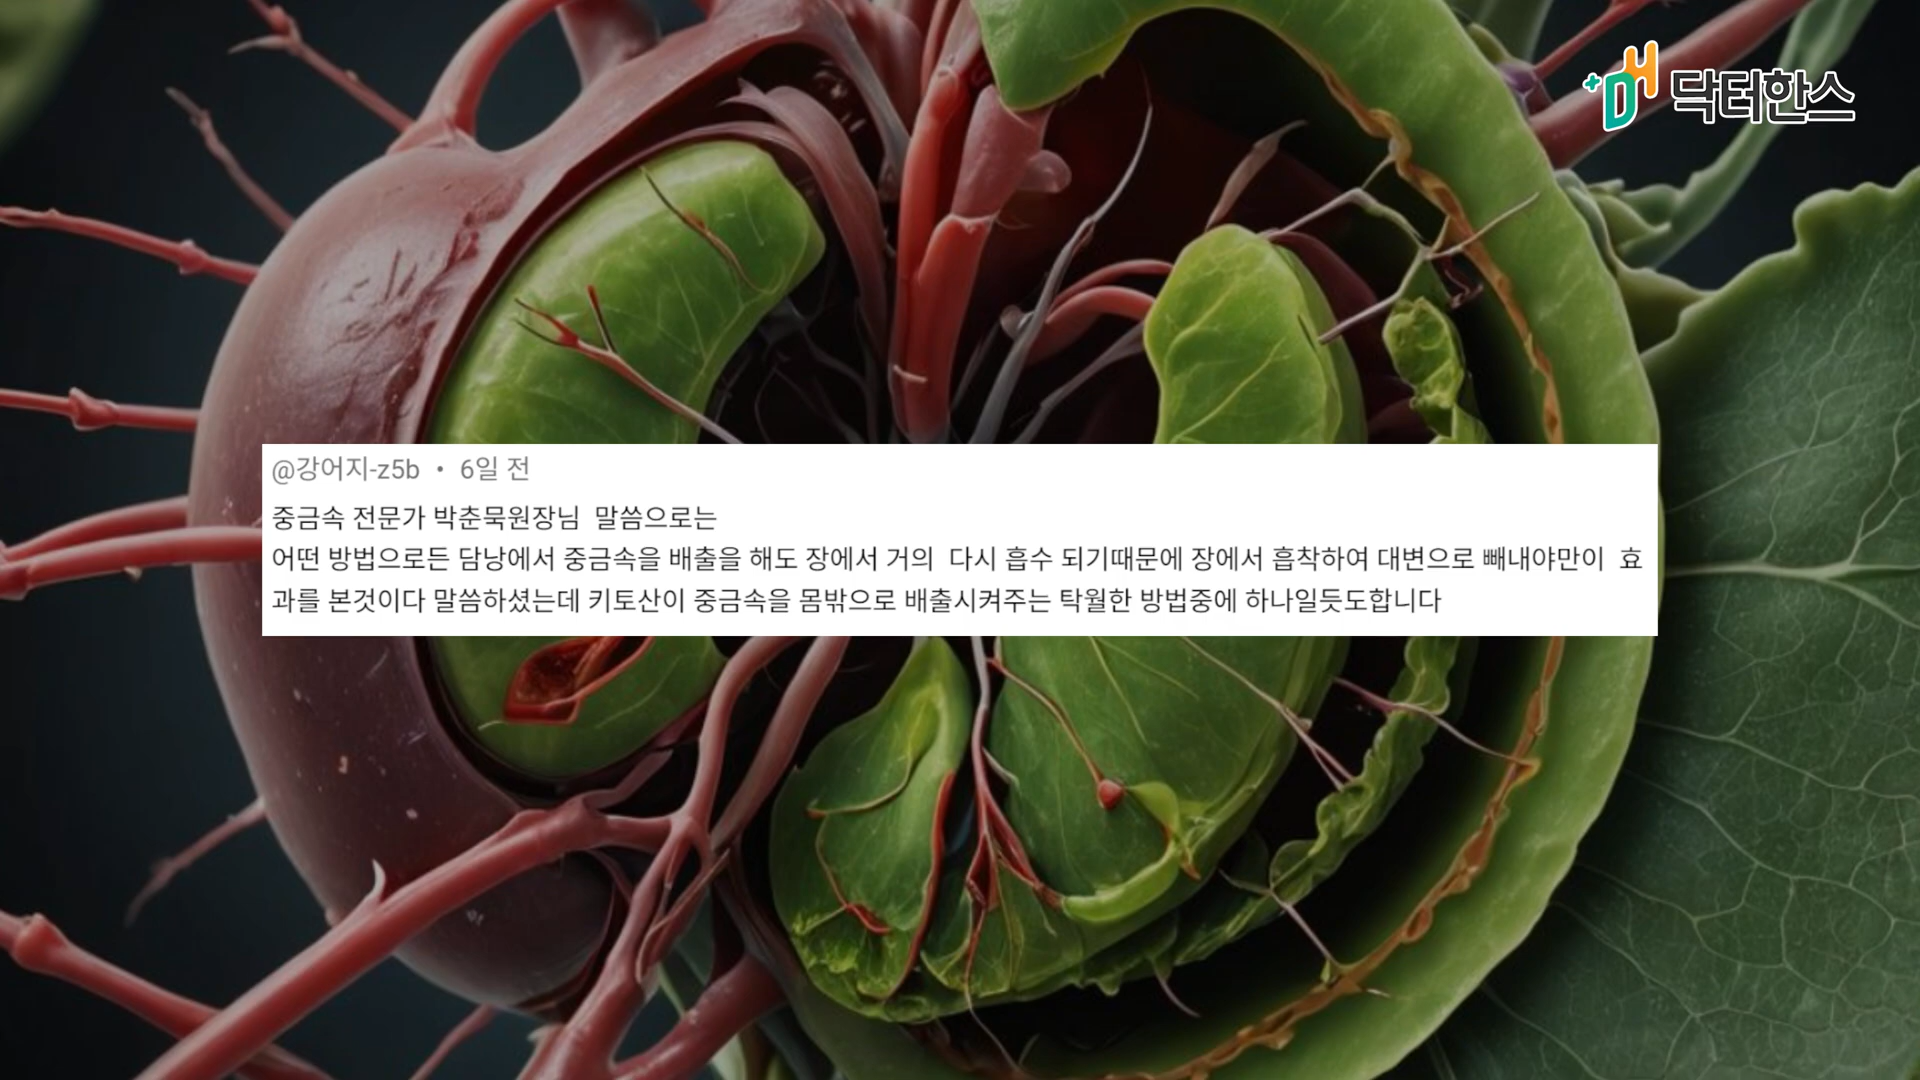 닥터한스
@강어지-z5b • 6일 전
중금속 전문가 박춘묵원장님  말씀으로는
어떤 방법으로든 담낭에서 중금속을 배출을 해도 장에서 거의  다시 흡수 되기때문에 장에서 흡착하여 대변으로 빼내야만이  효
과를 본것이다 말씀하셨는데 키토산이 중금속을 몸밖으로 배출시켜주는 탁월한 방법중에 하나일듯도합니다